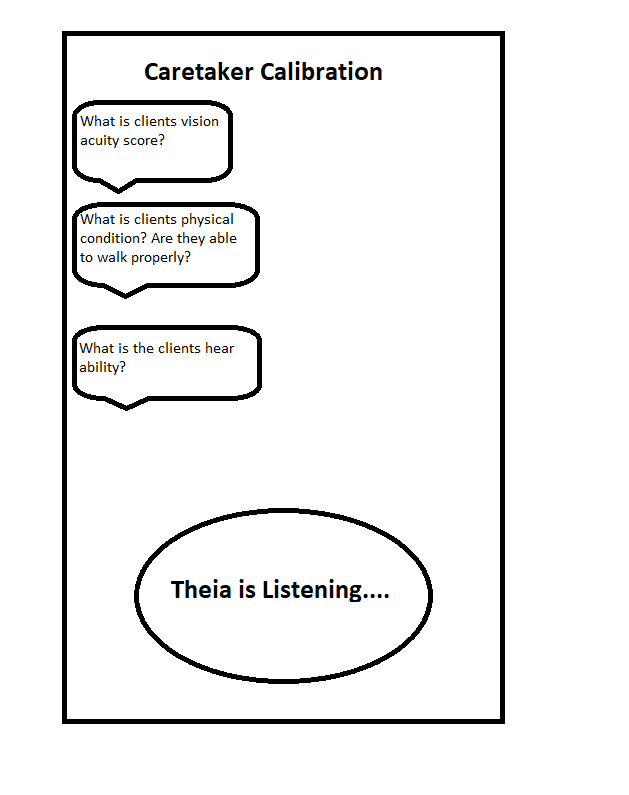 Caretaker Calibration
What is clients vision
acuity score?
What is clients physical
condition? Are they able
to walk properly?
What is the clients hear
ability?
Theia is Listening....